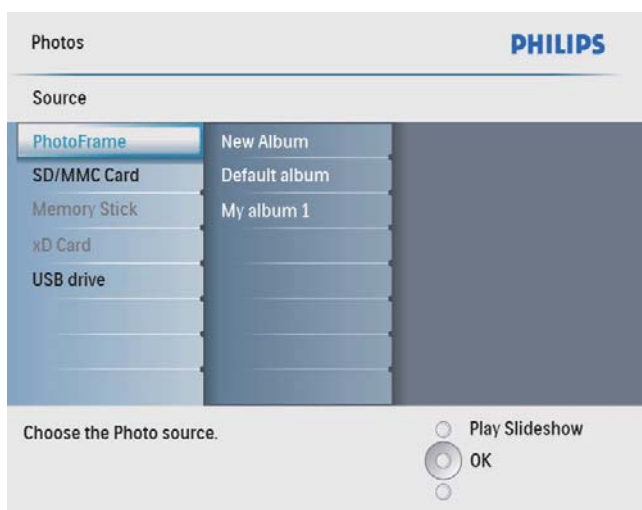 Photos
PHILIPS
Source
PhotoFrame
SD/MMC Card
Memory Stick
xD Card
USB drive
New Album
Default album
My album 1
Choose the Photo source.
Play Slideshow
OK